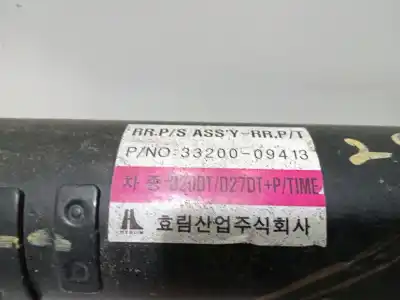 RR.P/S ASS'Y-RR.P/T
P/NO:33200-09413
차 종 D20DT/D27DT+P/TIME
효림산업주식회사